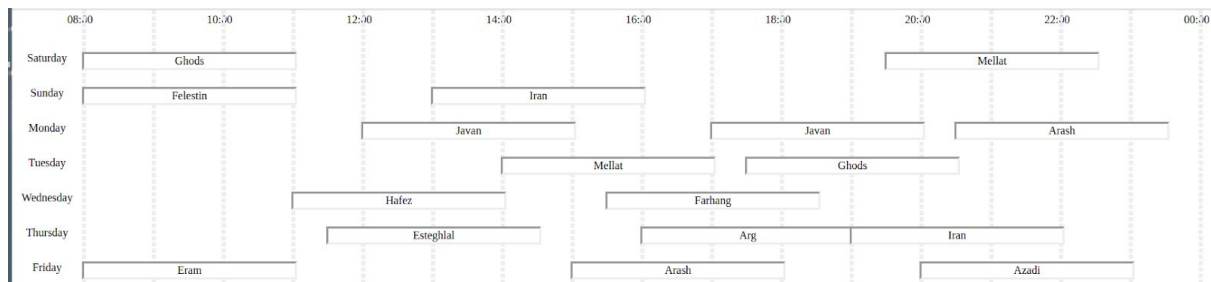 08:00 10:00 12:00 14:00 16:00 18:00 20:00 22:00 00:00
Saturday Ghods Mellat
Sunday Felestin Iran
Monday Javan Javan Arash
Tuesday Mellat Ghods
Wednesday Hafez Farhang
Thursday Esteghlal Arg Iran
Friday Eram Arash Azadi